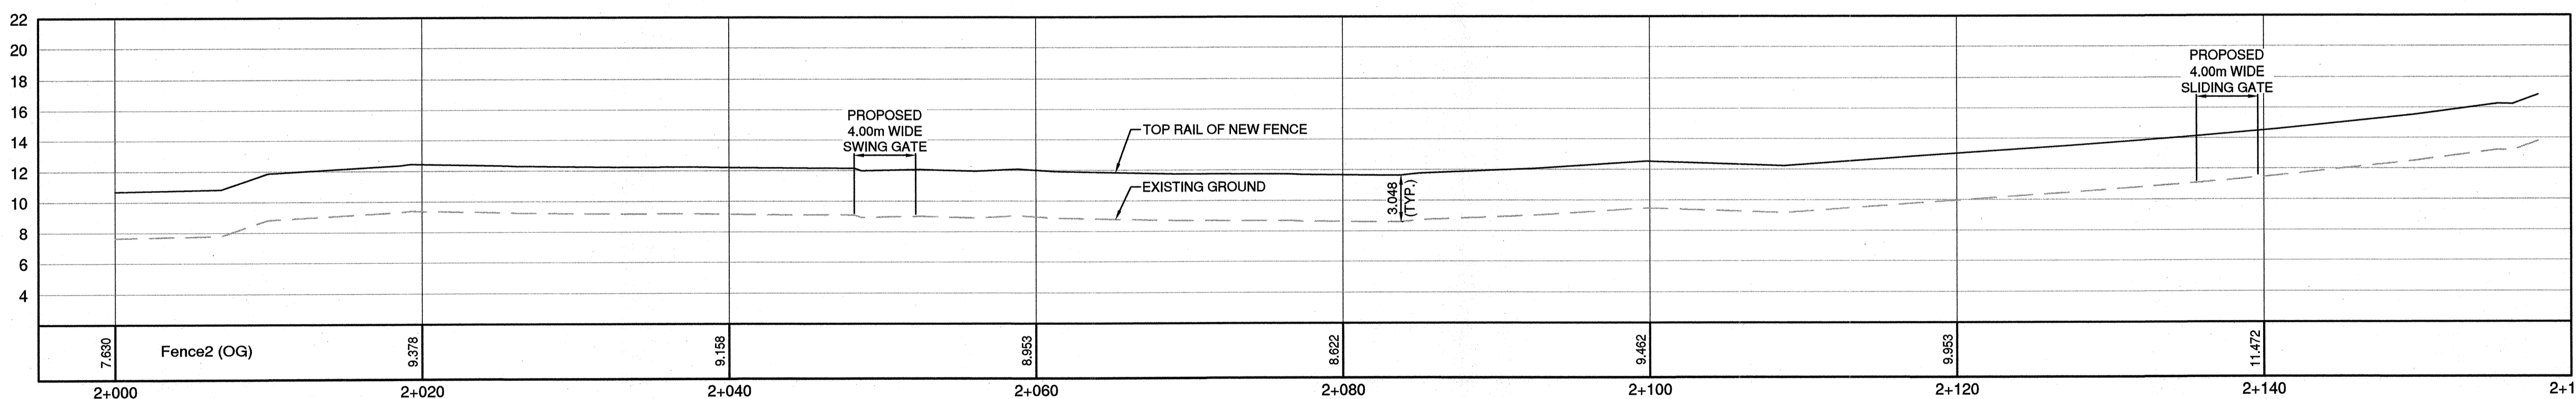 22
20
18
16
14
12
10
8
6
4
PROPOSED
4.00m WIDE
SWING GATE
TOP RAIL OF NEW FENCE
EXISTING GROUND
3.048
(TYP.)
PROPOSED
4.00m WIDE
SLIDING GATE
Fence2 (OG)
7.630
9.378
9.158
8.953
8.622
9.462
9.953
11.472
2+000
2+020
2+040
2+060
2+080
2+100
2+120
2+140
2+1